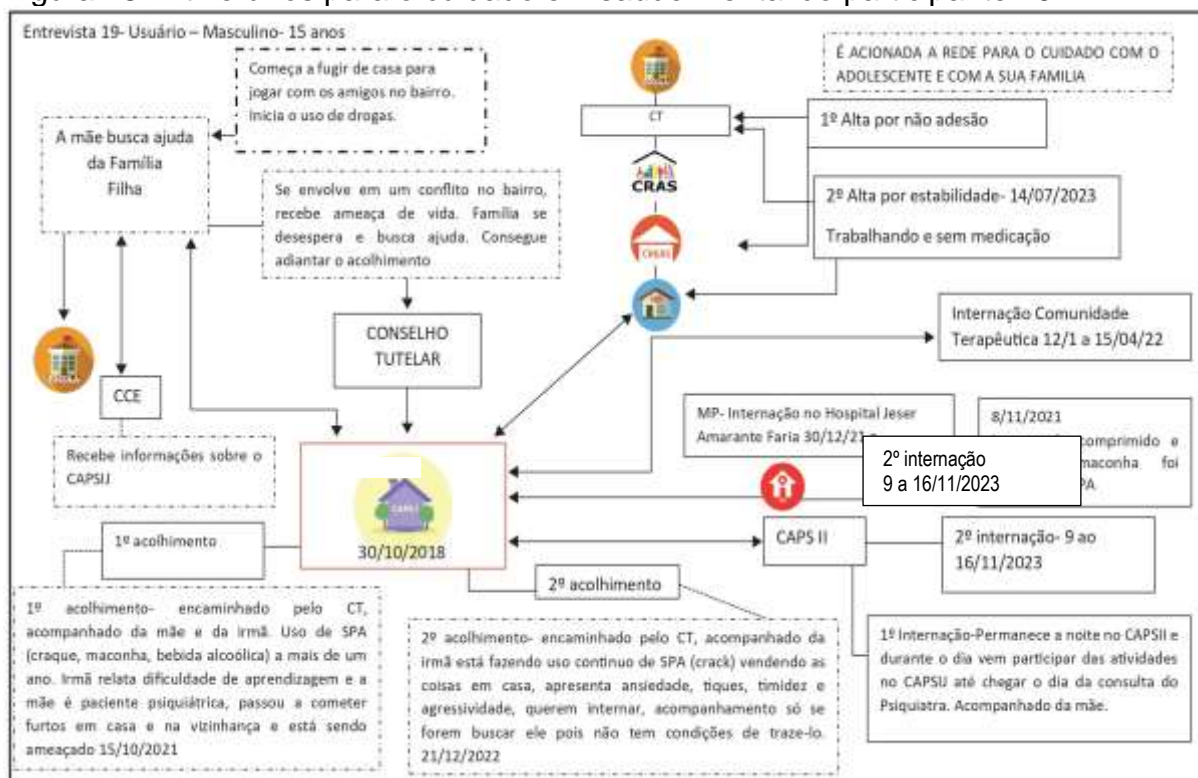 Entrevista 19- Usuário – Masculino- 15 anos
Começa a fugir de casa para
jogar com os amigos no bairro.
Inicia o uso de drogas.
É ACIONADA A REDE PARA O CUIDADO COM O
ADOLESCENTE E COM A SUA FAMILIA
CT
1º Alta por não adesão
A mãe busca ajuda
da Família
Filha
CRAS
Se envolve em um conflito no bairro,
recebe ameaça de vida. Família se
desespera e busca ajuda. Consegue
adiantar o acolhimento
2º Alta por estabilidade- 14/07/2023
Trabalhando e sem medicação
CREAS
Internação Comunidade
Terapêutica 12/1 a 15/04/22
CONSELHO
TUTELAR
CCE
MP- Internação no Hospital Jeser
Amarante Faria 30/12/21
8/11/2021
comprimido e
maconha foi
2º internação
9 a 16/11/2023
Recebe informações sobre o
CAPSIJ
30/10/2018
1º acolhimento
CAPS II
2º internação- 9 ao
16/11/2023
2º acolhimento
1º acolhimento- encaminhado pelo CT,
acompanhado da mãe e da irmã. Uso de SPA
(craque, maconha, bebida alcoólica) a mais de um
ano. Irmã relata dificuldade de aprendizagem e a
mãe é paciente psiquiátrica, passou a cometer
furtos em casa e na vizinhança e está sendo
ameaçado 15/10/2021
2º acolhimento- encaminhado pelo CT, acompanhado da
irmã está fazendo uso continuo de SPA (crack) vendendo as
coisas em casa, apresenta ansiedade, tiques, timidez e
agressividade, querem internar, acompanhamento só se
forem buscar ele pois não tem condições de traze-lo.
21/12/2022
1º Internação-Permanece a noite no CAPSII e
durante o dia vem participar das atividades
no CAPSIJ até chegar o dia da consulta do
Psiquiatra. Acompanhado da mãe.